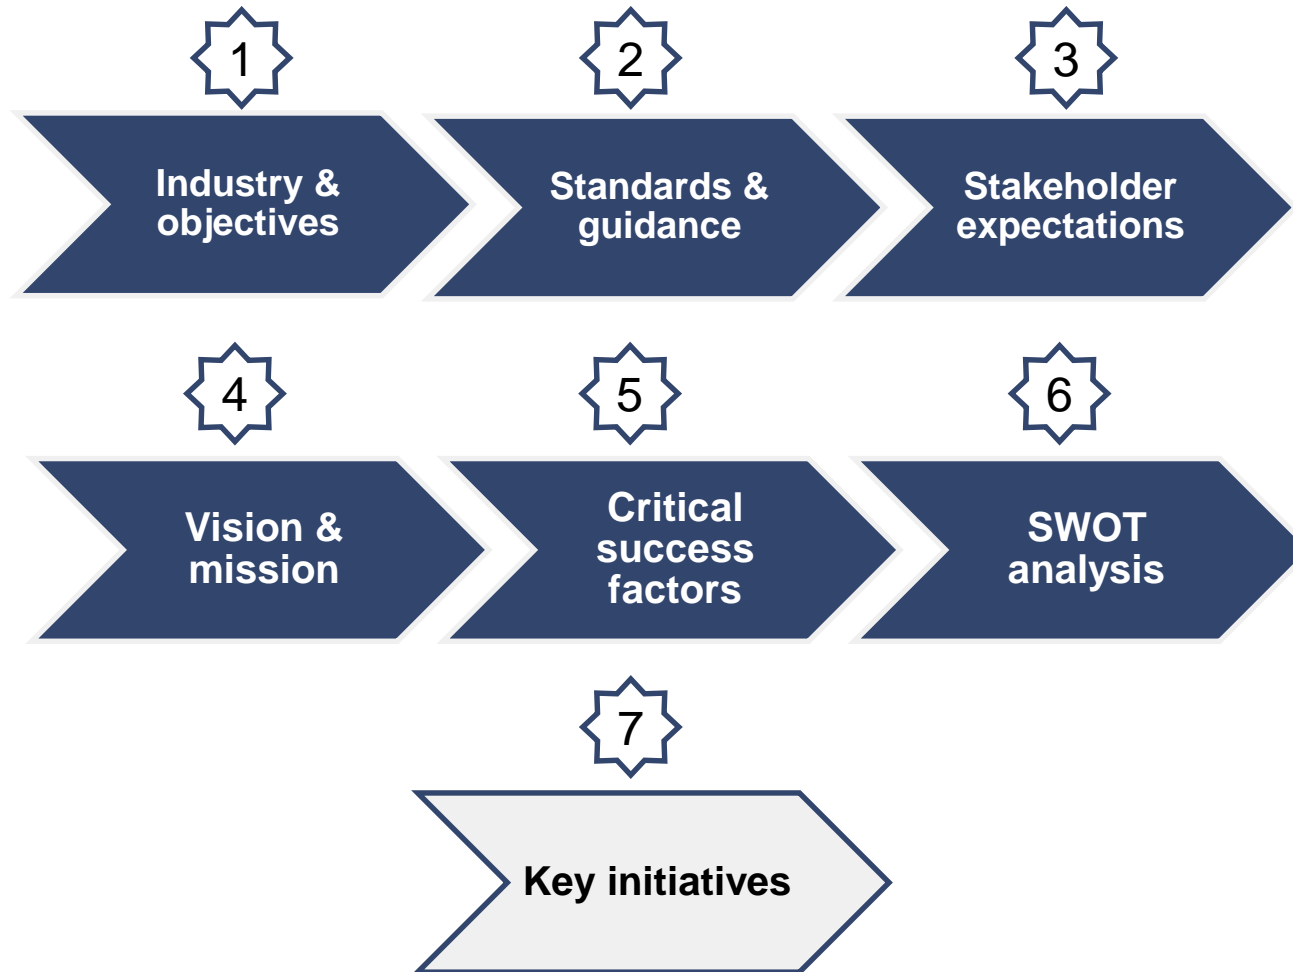 1
Industry &
objectives
2
Standards &
guidance
3
Stakeholder
expectations
4
Vision &
mission
5
Critical
success
factors
6
SWOT
analysis
7
Key initiatives